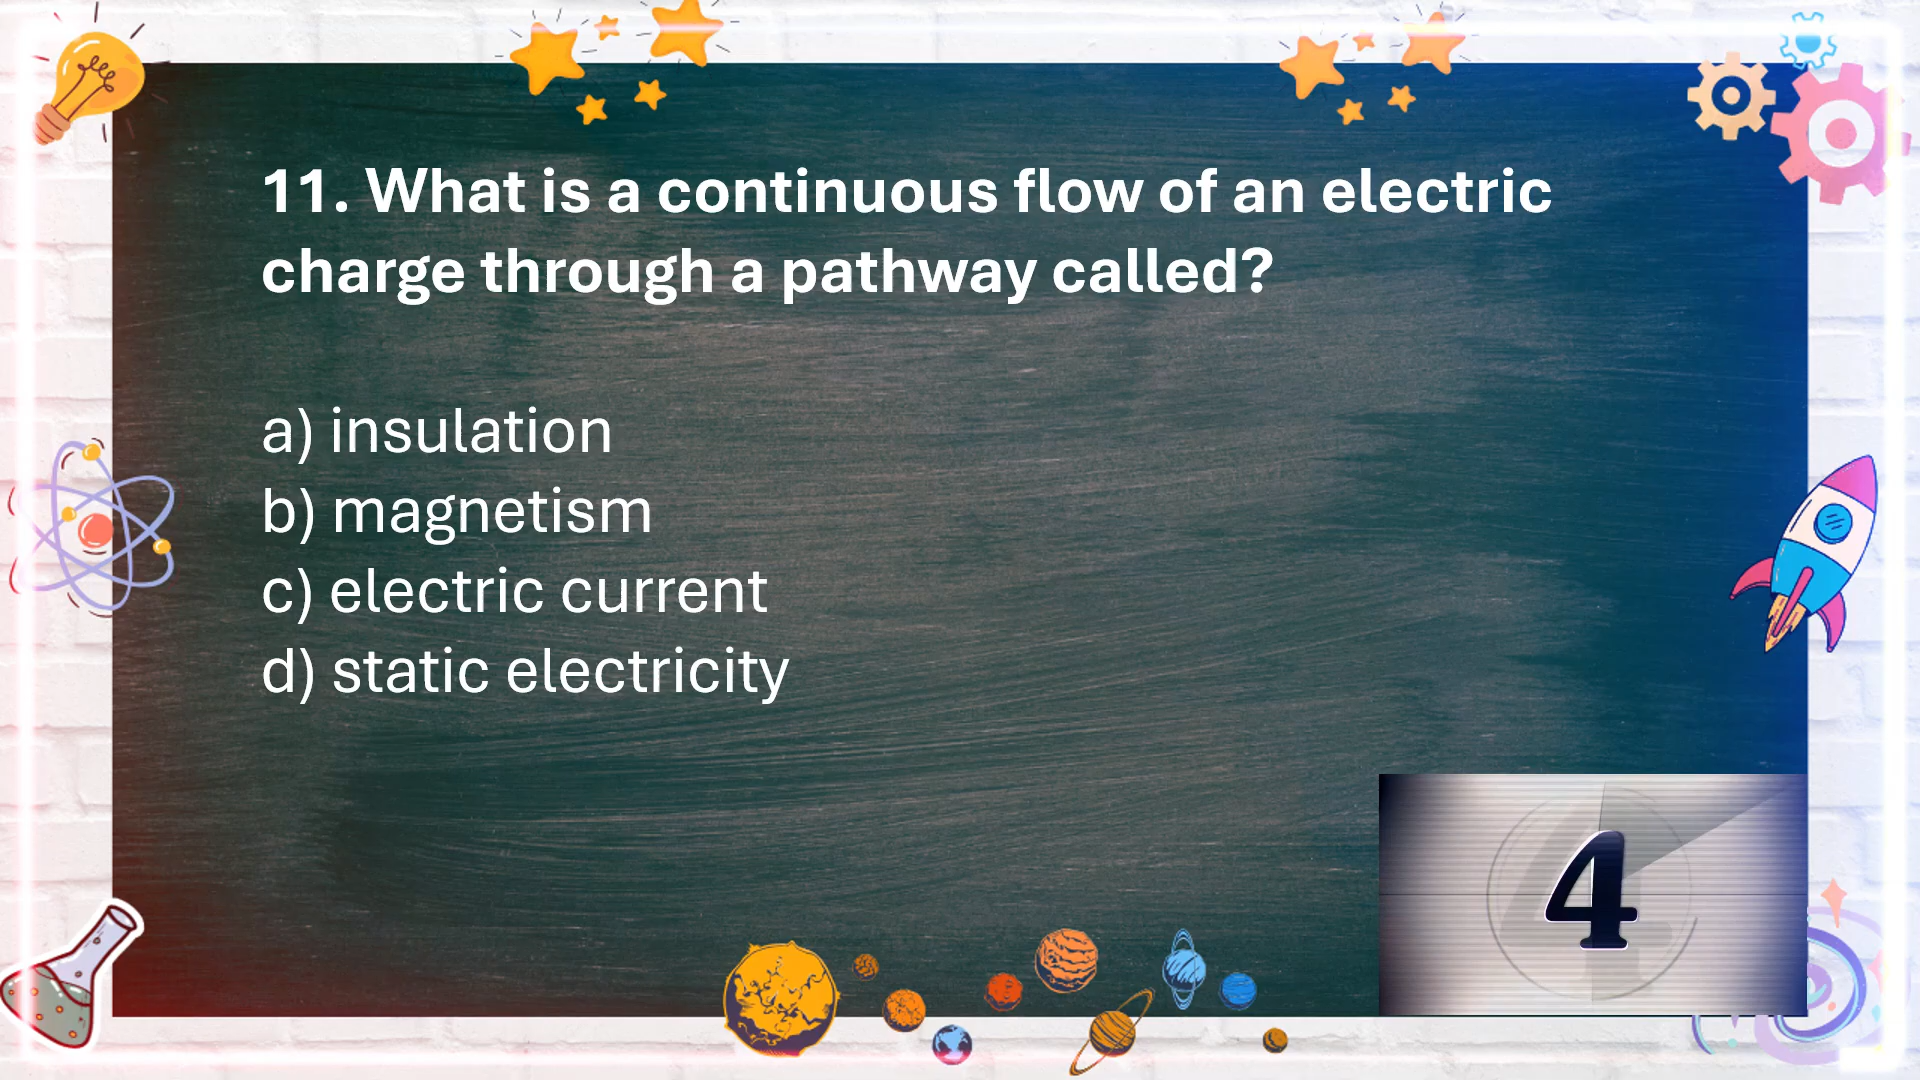 11. What is a continuous flow of an electric
charge through a pathway called?
a) insulation
b) magnetism
c) electric current
d) static electricity
4